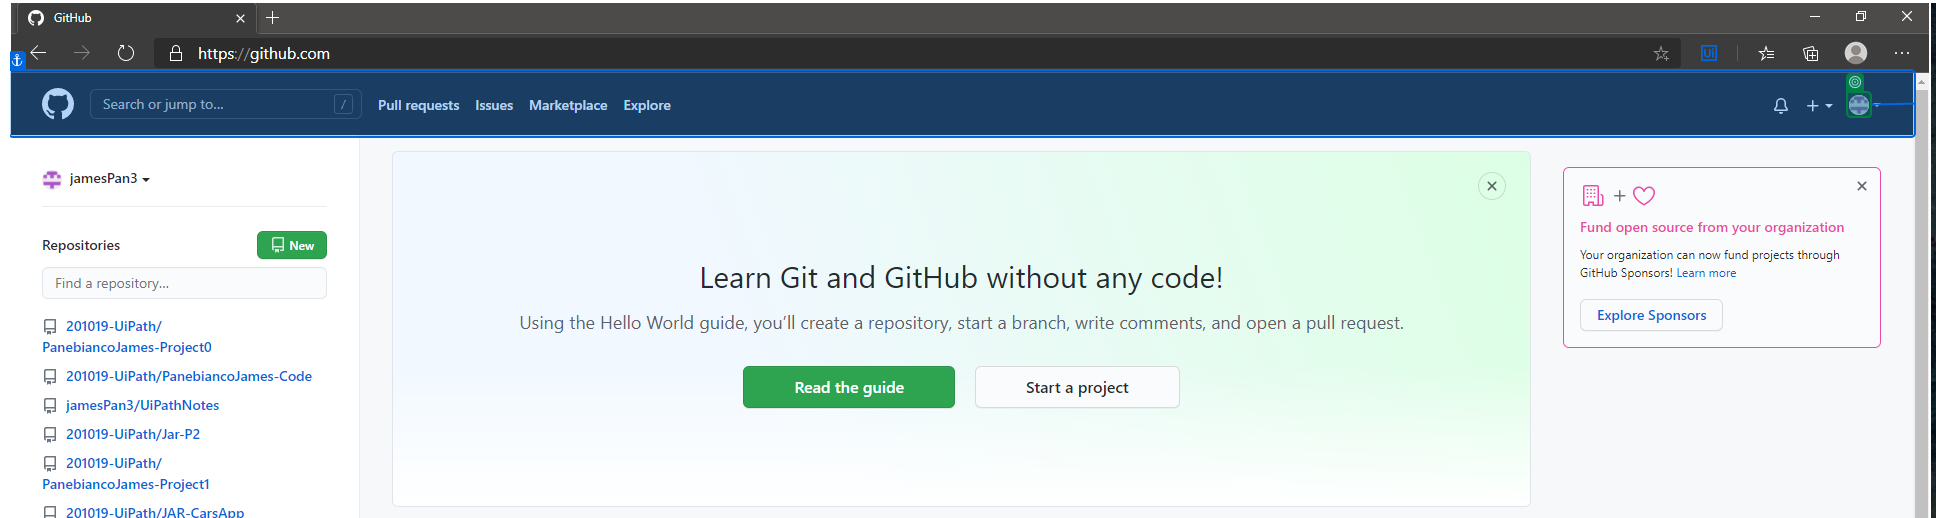 GitHub
https://github.com
Ui
Search or jump to... /
Pull requests Issues Marketplace Explore
jamesPan3
Repositories
New
Find a repository...
201019-UiPath/
PanebiancoJames-Project0
201019-UiPath/PanebiancoJames-Code
jamesPan3/UiPathNotes
201019-UiPath/Jar-P2
201019-UiPath/
PanebiancoJames-Project1
201019-UiPath/JAR-CarsApp
Learn Git and GitHub without any code!
Using the Hello World guide, you’ll create a repository, start a branch, write comments, and open a pull request.
Read the guide
Start a project
Fund open source from your organization
Your organization can now fund projects through
GitHub Sponsors! Learn more
Explore Sponsors